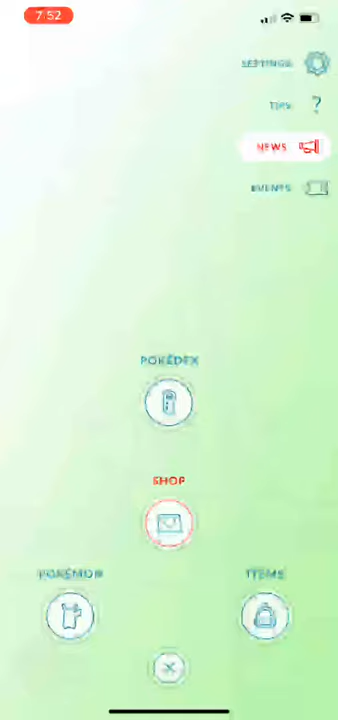 7:52
SETTINGS
TIPS
?
NEWS
EVENTS
POKÉDEX
SHOP
POKÉMON
ITEMS